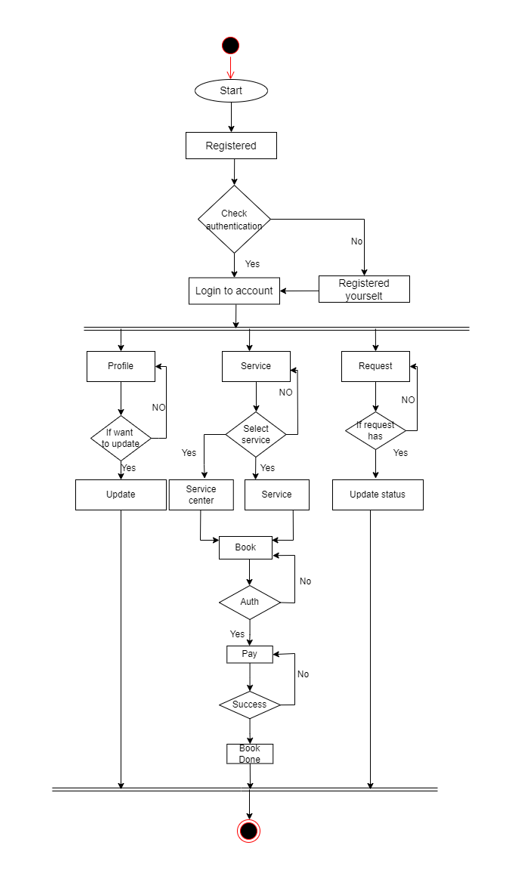 Start
Registered
Check
authentication
No
Yes
Login to account
Registered
yourselt
Profile
Service
Request
NO
NO
NO
If want
to update
Select
service
If request
has
Yes
Yes
Yes
Yes
Update
Service
center
Service
Update status
Book
No
Auth
Yes
Pay
No
Success
Book
Done